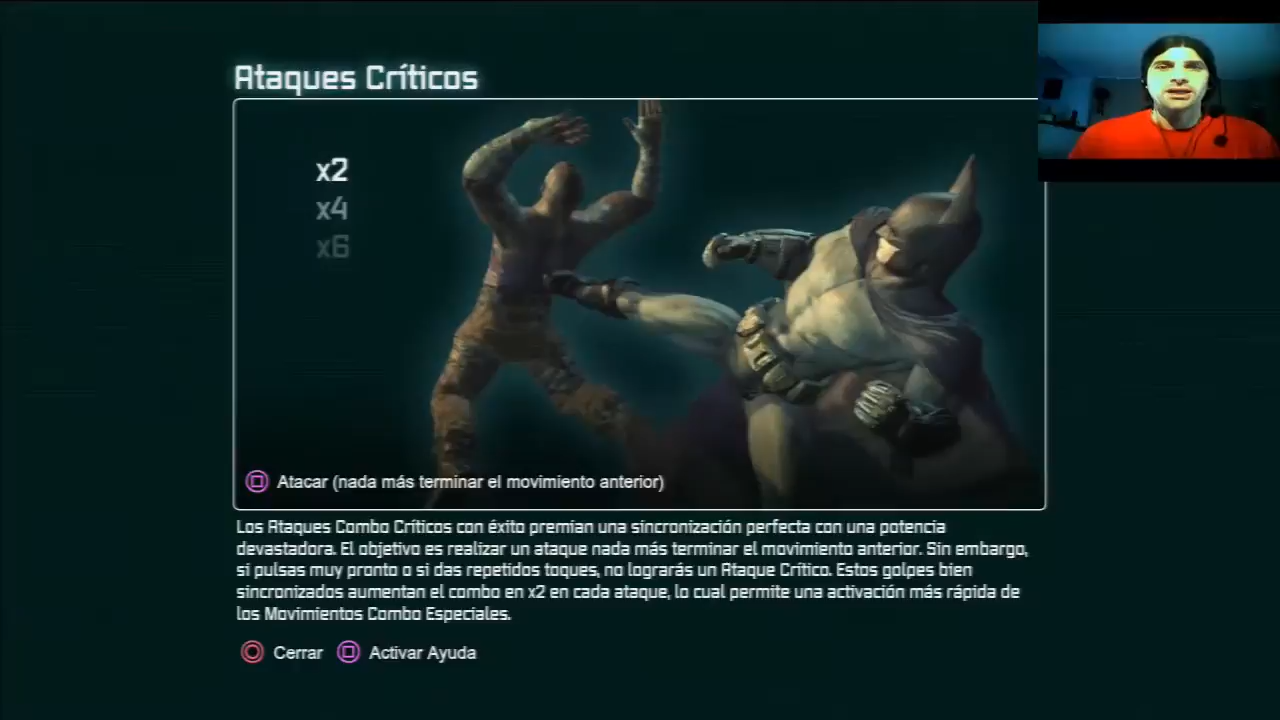 Ataques Críticos
x2
x4
x6
Atacar (nada más terminar el movimiento anterior)
Los Ataques Combo Críticos con éxito premian una sincronización perfecta con una potencia
devastadora. El objetivo es realizar un ataque nada más terminar el movimiento anterior. Sin embargo,
si pulsas muy pronto o si das repetidos toques, no lograrás un Ataque Crítico. Estos golpes bien
sincronizados aumentan el combo en x2 en cada ataque, lo cual permite una activación más rápida de
los Movimientos Combo Especiales.
Cerrar Activar Ayuda